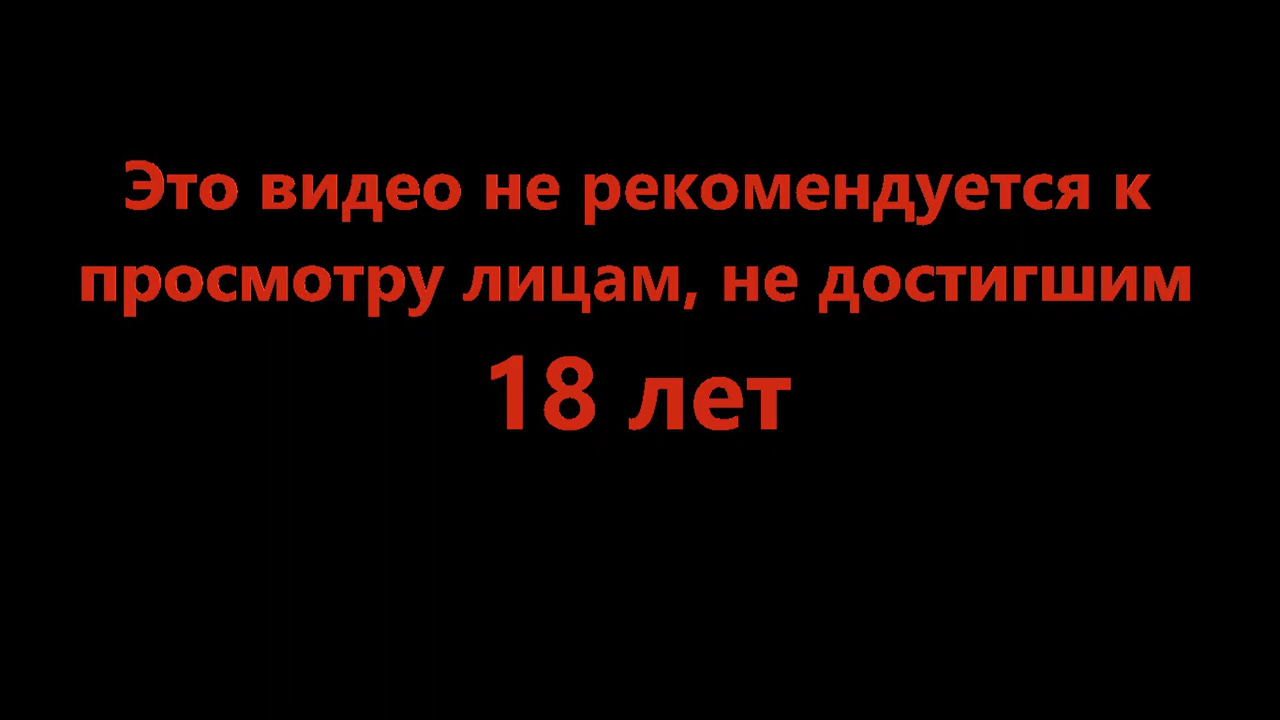 Это видео не рекомендуется к
просмотру лицам, не достигшим
18 лет